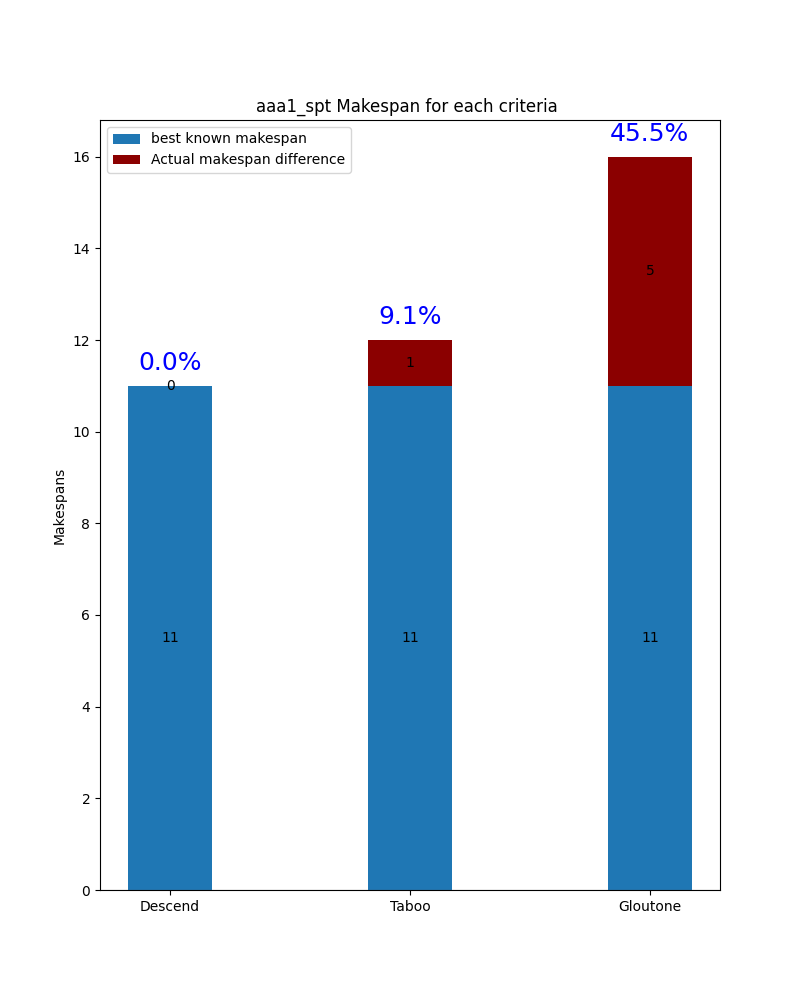 aaa1_spt Makespan for each criteria
best known makespan
Actual makespan difference
45.5%
16
14
5
12
9.1%
1
0.0%
0
10
Makespans
8
6
11
11
11
4
2
0
Descend
Taboo
Gloutone